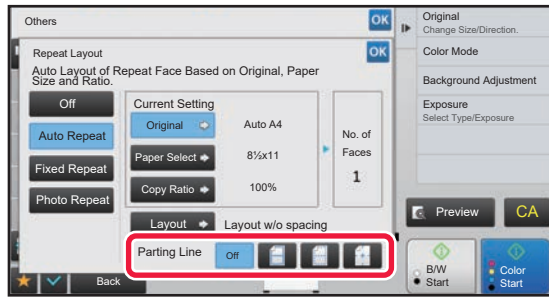 Others
OK
Repeat Layout
OK
Auto Layout of Repeat Face Based on Original, Paper
Size and Ratio.
Off
Auto Repeat
Fixed Repeat
Photo Repeat
Current Setting
Original
Auto A4
Paper Select
8½x11
Copy Ratio
100%
No. of
Faces
1
Layout
Layout w/o spacing
Parting Line
Off
Back
Original
Change Size/Direction.
Color Mode
Background Adjustment
Exposure
Select Type/Exposure
Preview
CA
B/W
Start
Color
Start